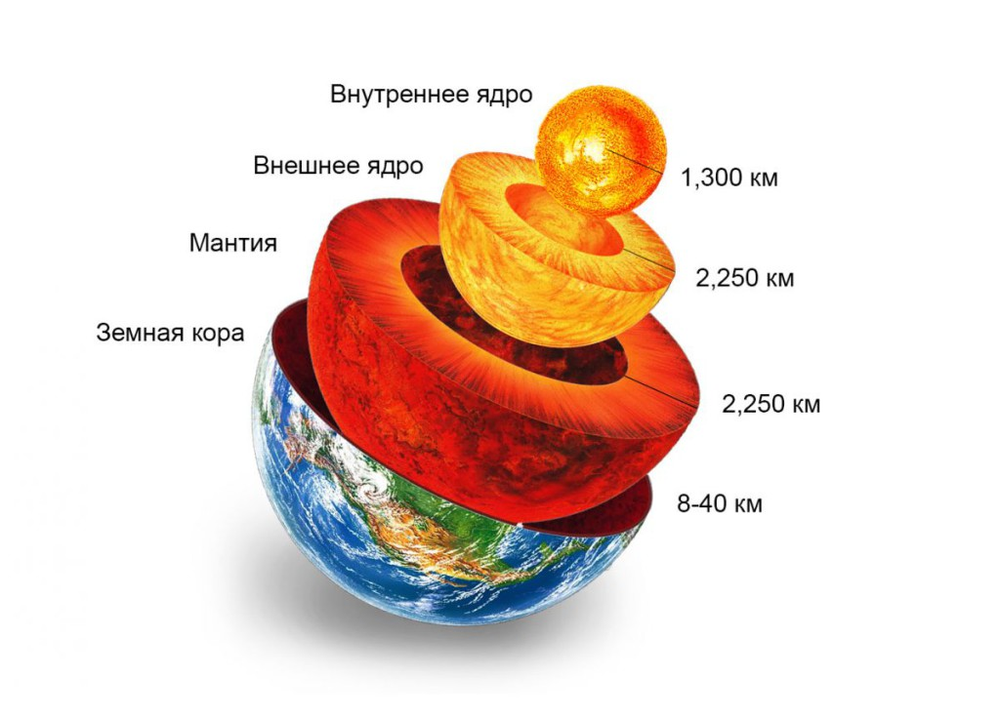 Внутреннее ядро
1,300 км
Внешнее ядро
2,250 км
Мантия
2,250 км
Земная кора
8-40 км